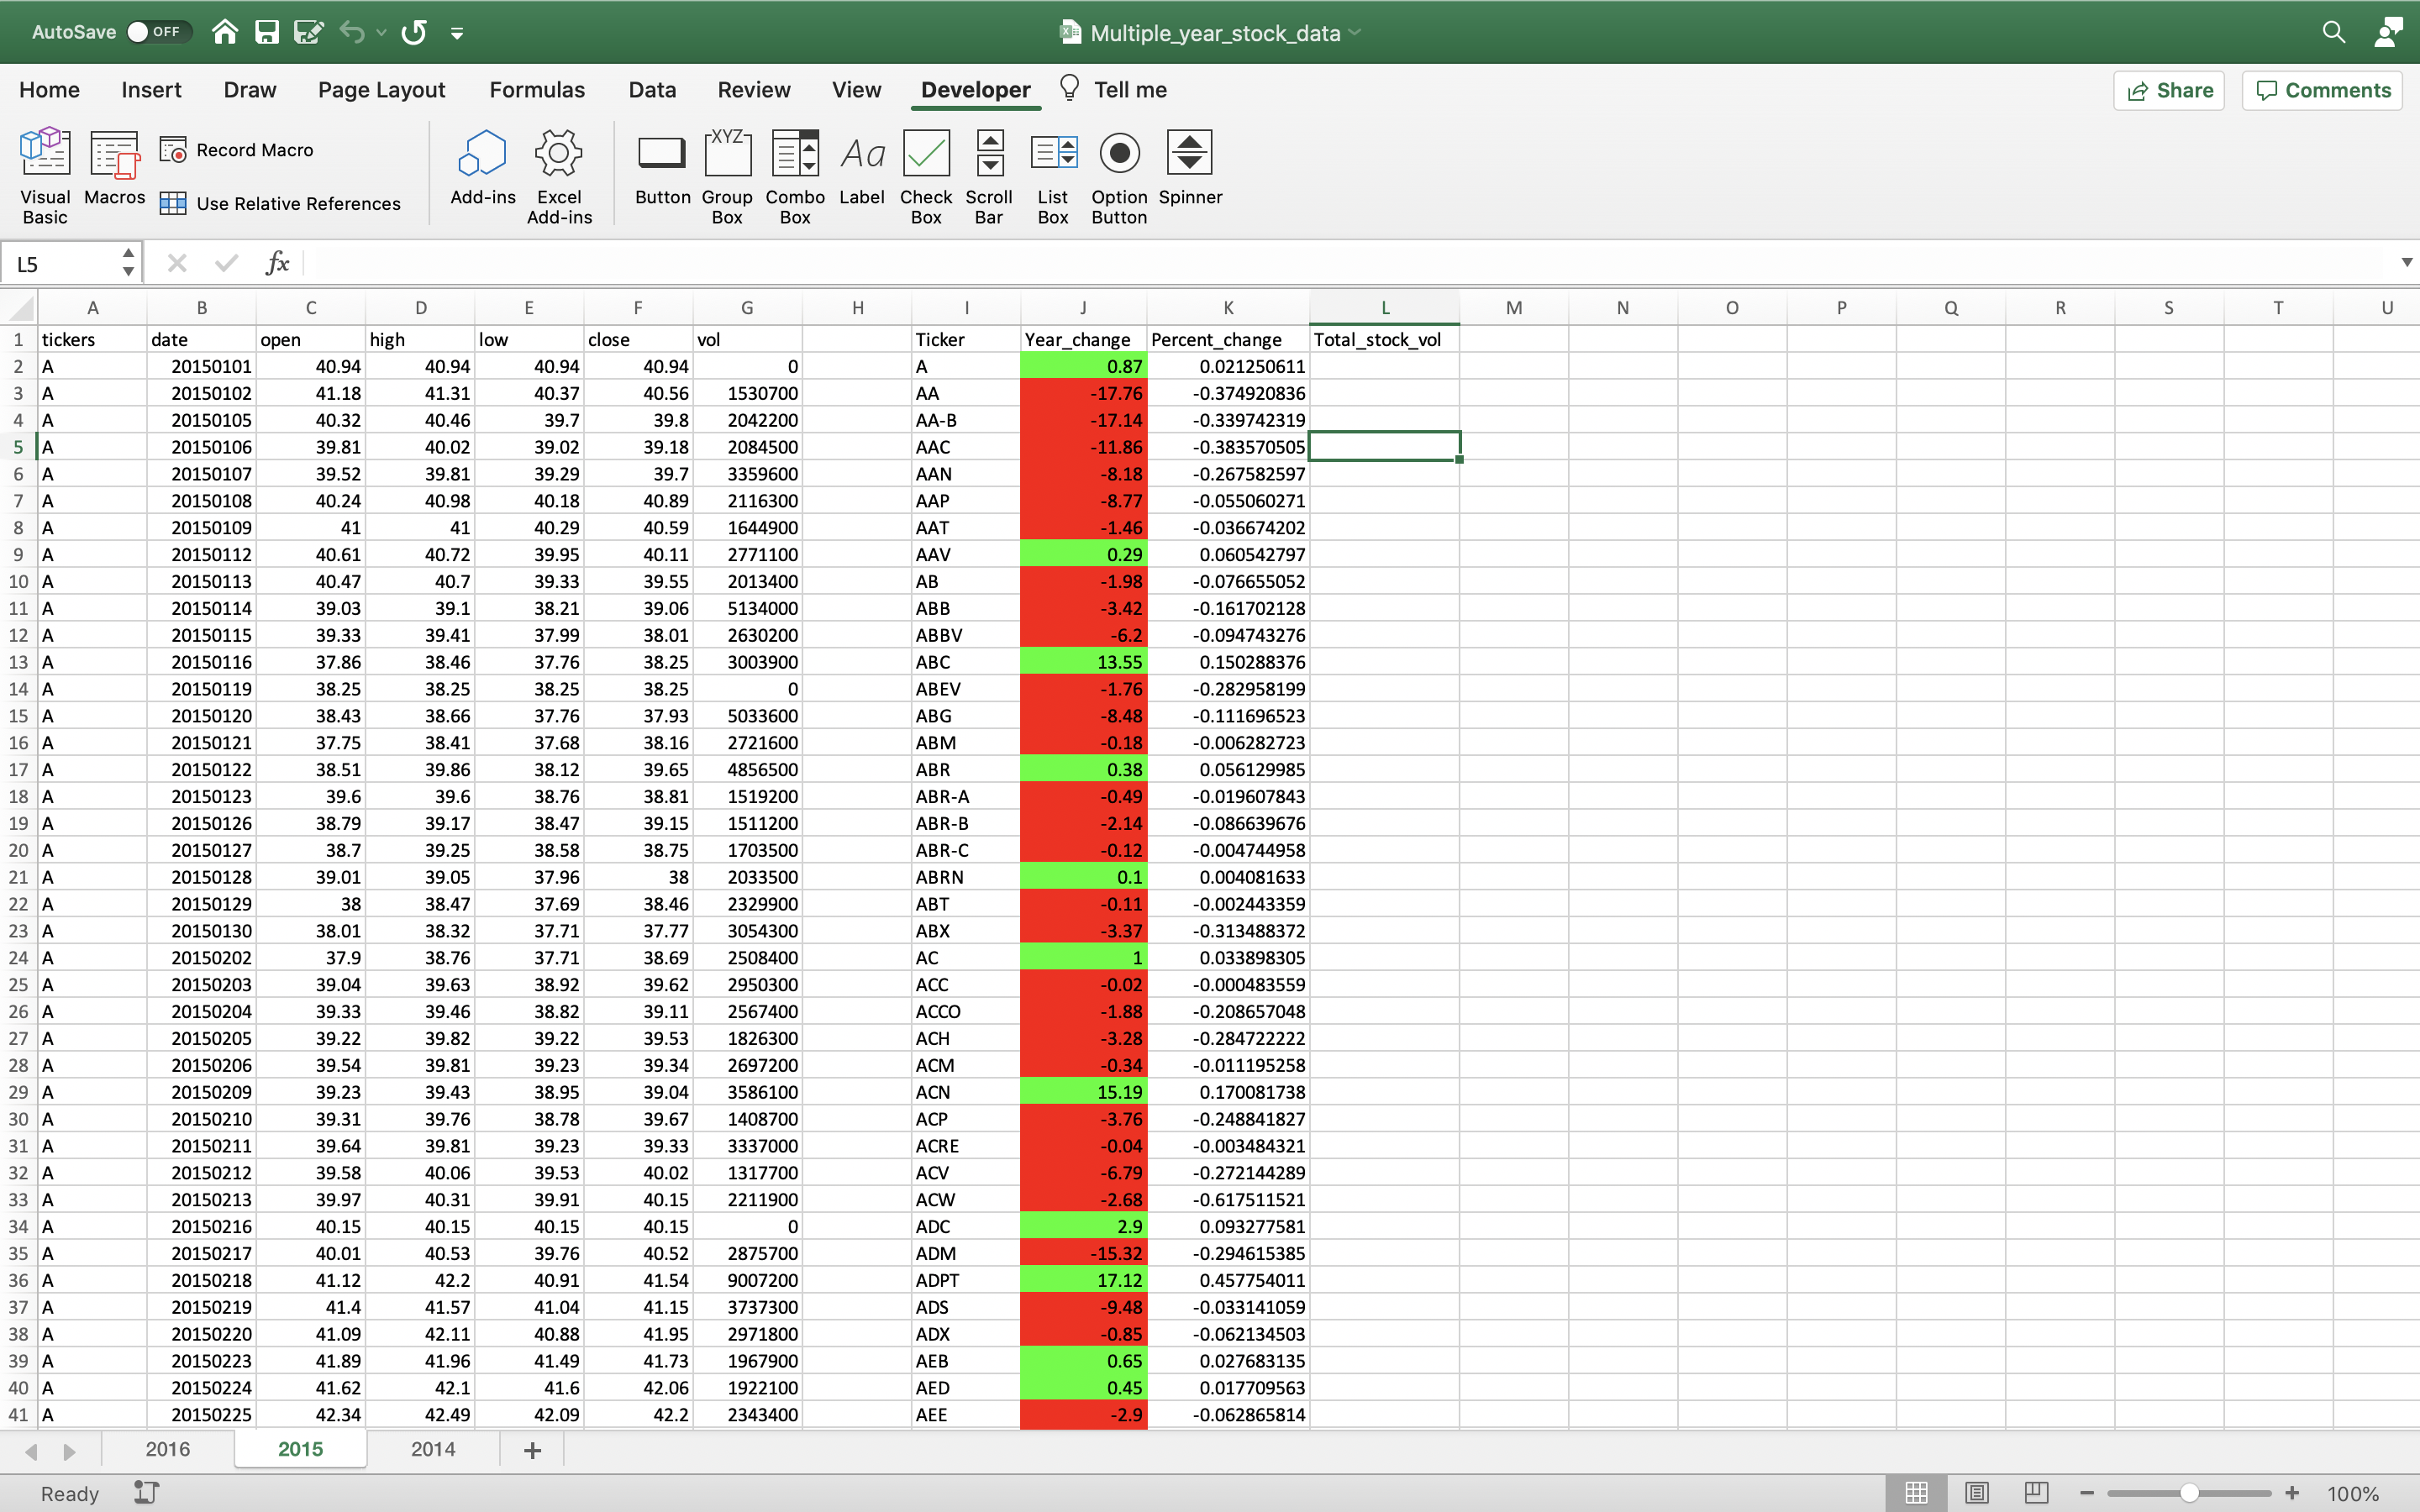 AutoSave OFF Multiple_year_stock_data
Home Insert Draw Page Layout Formulas Data Review View Developer Tell me Share Comments
Visual Basic Macros Record Macro Use Relative References Add-ins Excel Add-ins Button XYZ Group Box Combo Box Aa Label Check Box Scroll Bar List Box Option Button Spinner
L5 fx
A B C D E F G H I J K L M N O P Q R S T U
1 tickers date open high low close vol Ticker Year_change Percent_change Total_stock_vol
2 A 20150101 40.94 40.94 40.94 40.94 0 A 0.87 0.021250611
3 A 20150102 41.18 41.31 40.37 40.56 1530700 AA -17.76 -0.374920836
4 A 20150105 40.32 40.46 39.7 39.8 2042200 AA-B -17.14 -0.339742319
5 A 20150106 39.81 40.02 39.02 39.18 2084500 AAC -11.86 -0.383570505
6 A 20150107 39.52 39.81 39.29 39.7 3359600 AAN -8.18 -0.267582597
7 A 20150108 40.24 40.98 40.18 40.89 2116300 AAP -8.77 -0.055060271
8 A 20150109 41 41 40.29 40.59 1644900 AAT -1.46 -0.036674202
9 A 20150112 40.61 40.72 39.95 40.11 2771100 AAV 0.29 0.060542797
10 A 20150113 40.47 40.7 39.33 39.55 2013400 AB -1.98 -0.076655052
11 A 20150114 39.03 39.1 38.21 39.06 5134000 ABB -3.42 -0.161702128
12 A 20150115 39.33 39.41 37.99 38.01 2630200 ABBV -6.2 -0.094743276
13 A 20150116 37.86 38.46 37.76 38.25 3003900 ABC 13.55 0.150288376
14 A 20150119 38.25 38.25 38.25 38.25 0 ABEV -1.76 -0.282958199
15 A 20150120 38.43 38.66 37.76 37.93 5033600 ABG -8.48 -0.111696523
16 A 20150121 37.75 38.41 37.68 38.16 2721600 ABM -0.18 -0.006282723
17 A 20150122 38.51 39.86 38.12 39.65 4856500 ABR 0.38 0.056129985
18 A 20150123 39.6 39.6 38.76 38.81 1519200 ABR-A -0.49 -0.019607843
19 A 20150126 38.79 39.17 38.47 39.15 1511200 ABR-B -2.14 -0.086639676
20 A 20150127 38.7 39.25 38.58 38.75 1703500 ABR-C -0.12 -0.004744958
21 A 20150128 39.01 39.05 37.96 38 2033500 ABRN 0.1 0.004081633
22 A 20150129 38 38.47 37.69 38.46 2329900 ABT -0.11 -0.002443359
23 A 20150130 38.01 38.32 37.71 37.77 3054300 ABX -3.37 -0.313488372
24 A 20150202 37.9 38.76 37.71 38.69 2508400 AC 1 0.033898305
25 A 20150203 39.04 39.63 38.92 39.62 2950300 ACC -0.02 -0.000483559
26 A 20150204 39.33 39.46 38.82 39.11 2567400 ACCO -1.88 -0.208657048
27 A 20150205 39.22 39.82 39.22 39.53 1826300 ACH -3.28 -0.284722222
28 A 20150206 39.54 39.81 39.23 39.34 2697200 ACM -0.34 -0.011195258
29 A 20150209 39.23 39.43 38.95 39.04 3586100 ACN 15.19 0.170081738
30 A 20150210 39.31 39.76 38.78 39.67 1408700 ACP -3.76 -0.248841827
31 A 20150211 39.64 39.81 39.23 39.33 3337000 ACRE -0.04 -0.003484321
32 A 20150212 39.58 40.06 39.53 40.02 1317700 ACV -6.79 -0.272144289
33 A 20150213 39.97 40.31 39.91 40.15 2211900 ACW -2.68 -0.617511521
34 A 20150216 40.15 40.15 40.15 40.15 0 ADC 2.9 0.093277581
35 A 20150217 40.01 40.53 39.76 40.52 2875700 ADM -15.32 -0.294615385
36 A 20150218 41.12 42.2 40.91 41.54 9007200 ADPT 17.12 0.457754011
37 A 20150219 41.4 41.57 41.04 41.15 3737300 ADS -9.48 -0.033141059
38 A 20150220 41.09 42.11 40.88 41.95 2971800 ADX -0.85 -0.062134503
39 A 20150223 41.89 41.96 41.49 41.73 1967900 AEB 0.65 0.027683135
40 A 20150224 41.62 42.1 41.6 42.06 1922100 AED 0.45 0.017709563
41 A 20150225 42.34 42.49 42.09 42.2 2343400 AEE -2.9 -0.062865814
2016 2015 2014 +
Ready 100%